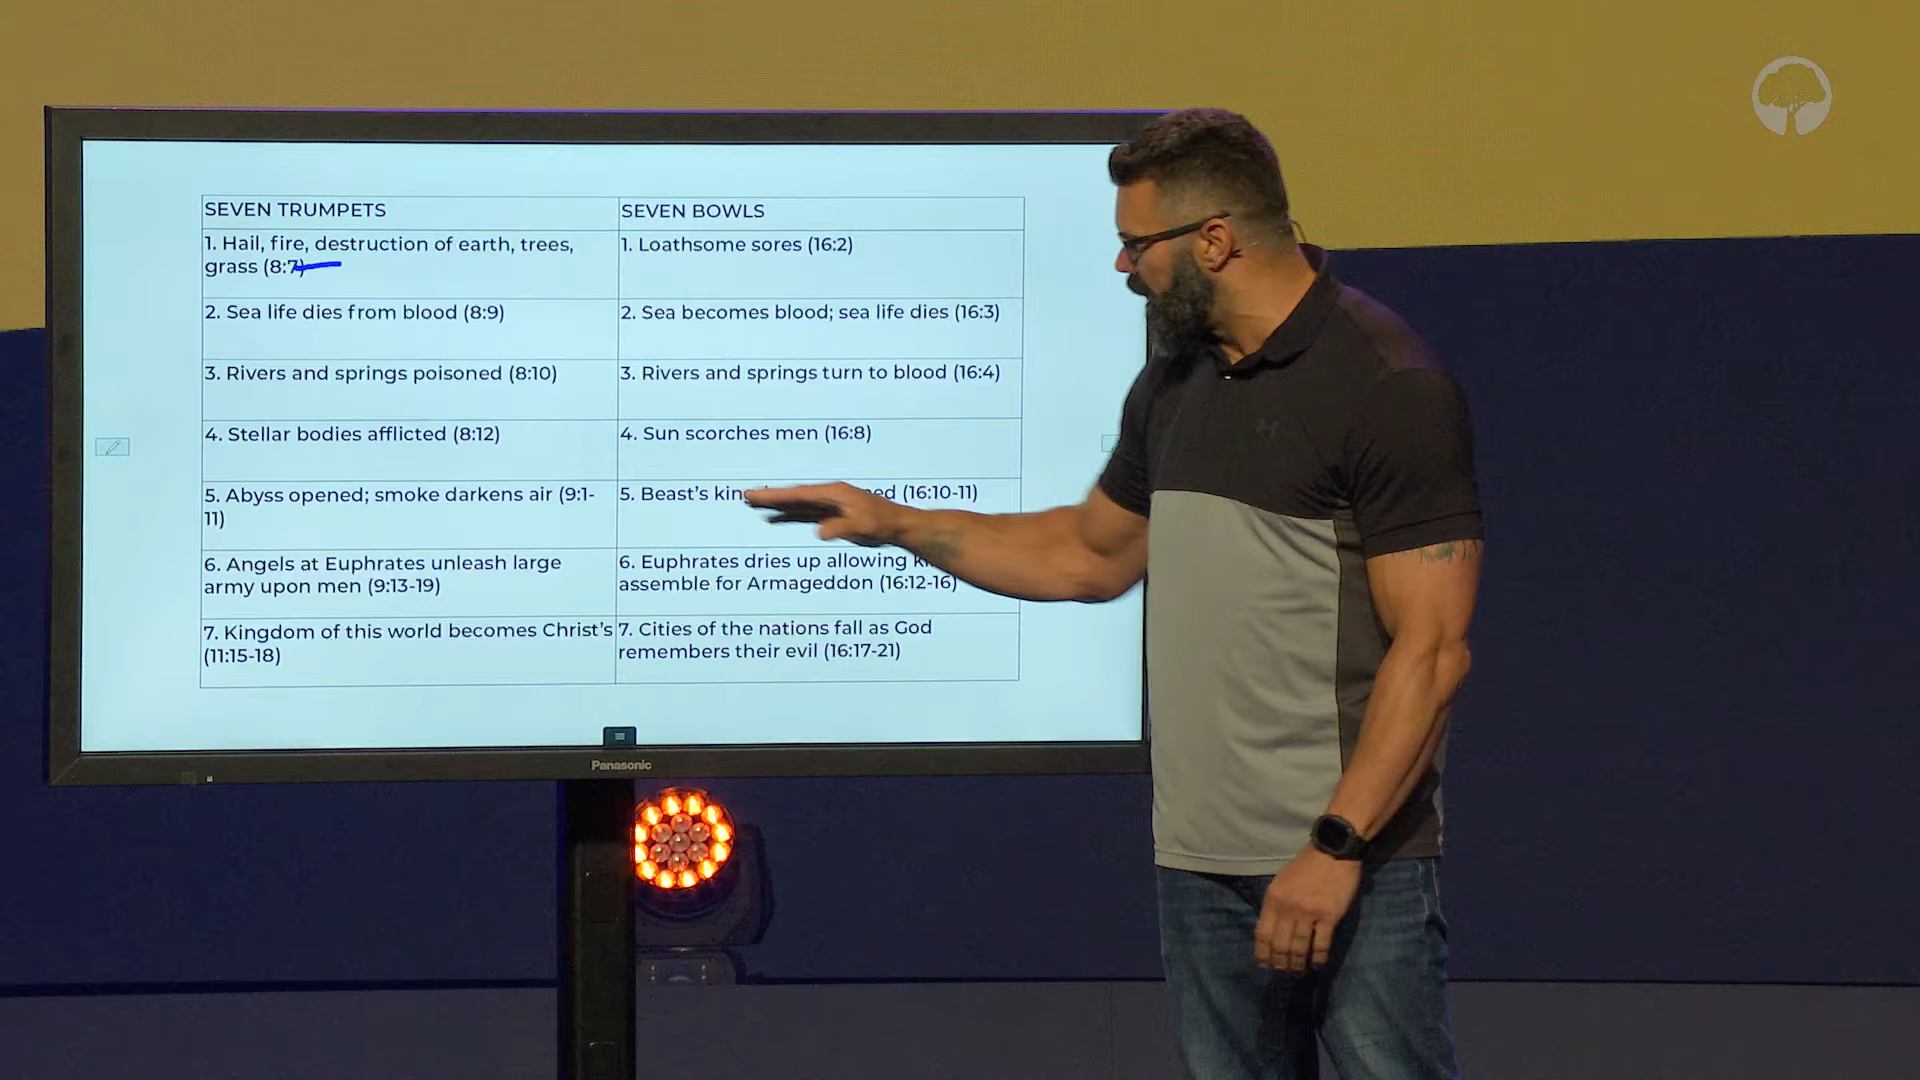 SEVEN TRUMPETS
SEVEN BOWLS
1. Hail, fire, destruction of earth, trees,
grass (8:7)
1. Loathsome sores (16:2)
2. Sea life dies from blood (8:9)
2. Sea becomes blood; sea life dies (16:3)
3. Rivers and springs poisoned (8:10)
3. Rivers and springs turn to blood (16:4)
4. Stellar bodies afflicted (8:12)
4. Sun scorches men (16:8)
5. Abyss opened; smoke darkens air (9:1-
11)
5. Beast's (16:10-11)
6. Angels at Euphrates unleash large
army upon men (9:13-19)
6. Euphrates dries up allowing
assemble for Armageddon (16:12-16)
7. Kingdom of this world becomes Christ's
(11:15-18)
7. Cities of the nations fall as God
remembers their evil (16:17-21)
Panasonic